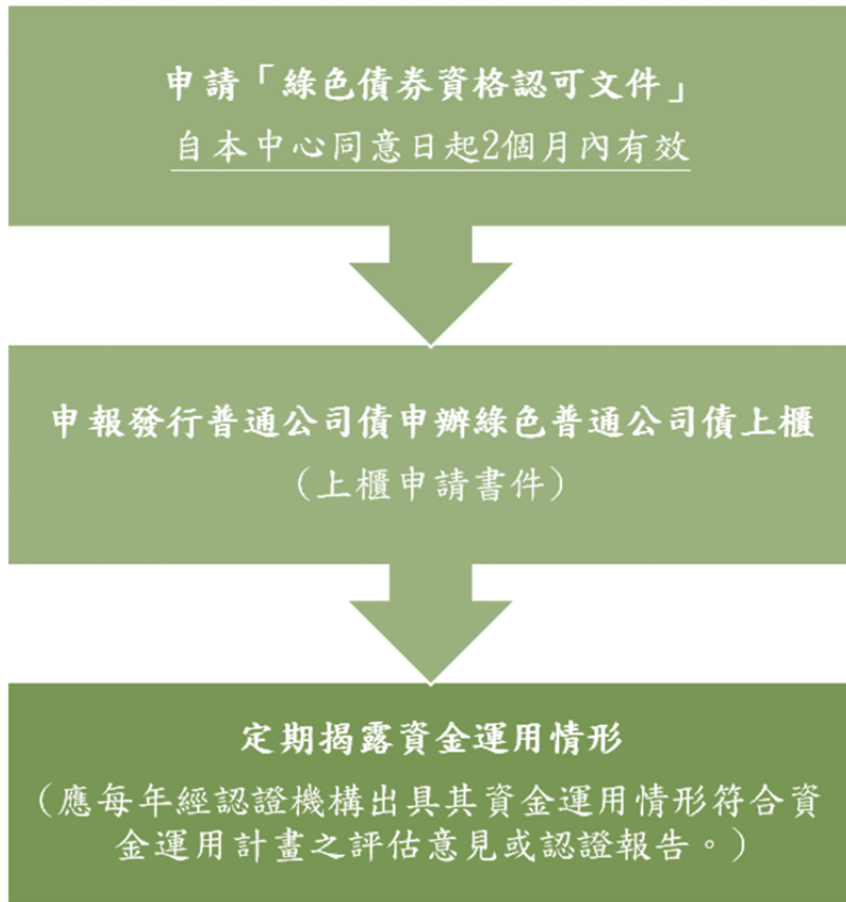 申請「綠色債券資格認可文件」
自本中心同意日起2個月內有效
申報發行普通公司債申辦綠色普通公司債上櫃
（上櫃申請書件）
定期揭露資金運用情形
（應每年經認證機構出具其資金運用情形符合資
金運用計畫之評估意見或認證報告。）